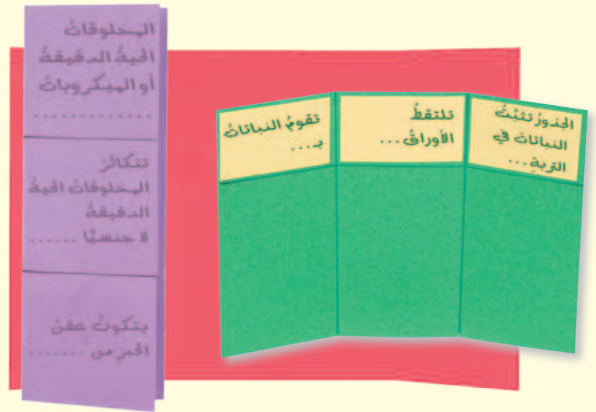 المخلوقاتُ
الحيةُ الدقيقةُ
أو الميكروباتُ
.............
تتكاثرُ
المخلوقاتُ الحيةُ
الدقيقةُ
لا جنسيًّا ......
يتكونُ عفنُ
الخبزِ من .......
الجذورُ تثبِّتُ
النباتاتَ في
التربةِ...
تلتقطُ
الأوراقُ...
تقومُ النباتاتُ
بـ...